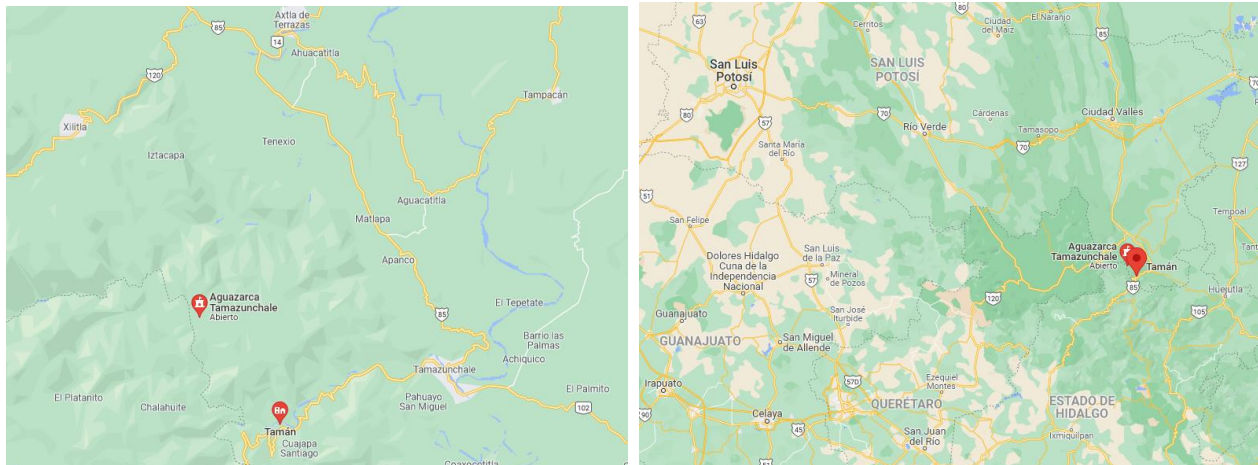 Axtla
de Terrazas
85
14
Ahuacatitla
120
Tampacán
Xilitla
Tenexio
Iztacapa
Aguacatitla
Matlapa
Apanco
Aguazarca
Tamazunchale
Abierto
El Tepetate
85
Barrio las
Palmas
Achiquico
Tamazunchale
El Platanito
Chalahuite
Pahuayo
San Miguel
El Palmito
102
Tamán
Cuajapa
Santiago
Coaxocotitla
63
Cerritos
80
Ciudad
del Maíz
El Naranjo
85
San Luis
Potosí
SAN LUIS
POTOSÍ
70
80
57
70
Cárdenas
Ciudad Valles
Río Verde
Tamasopo
70
Santa María
del Río
127
51
San Felipe
Tempoal
Dolores Hidalgo
Cuna de la
Independencia
Nacional
San Luis
de la Paz
Aguazarca
Tamazunchale
Abierto
Tamán
57
Mineral
de Pozos
85
120
Huejutla
105
Guanajuato
San José
Iturbide
GUANAJUATO
San Miguel
de Allende
Irapuato
57D
Ezequiel
Montes
QUERÉTARO
ESTADO DE
HIDALGO
90
Celaya
45
San Juan
del Río
Ixmiquilpan
51